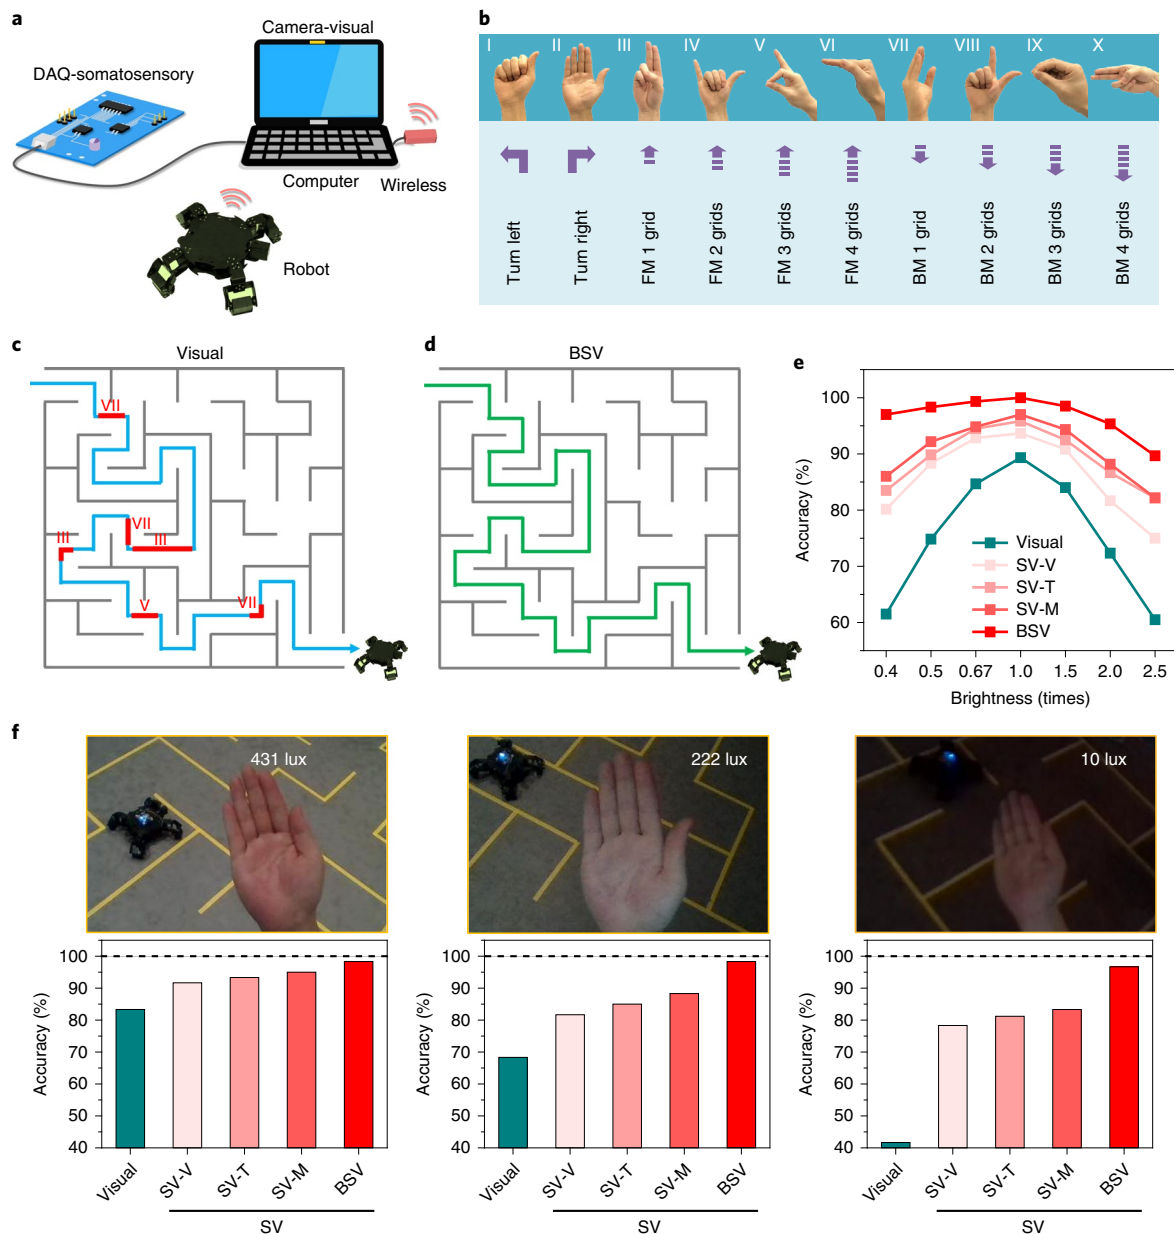 a
Camera-visual
DAQ-somatosensory
Computer
Wireless
Robot
b
I II III IV V VI VII VIII IX X
Turn left
Turn right
FM 1 grid
FM 2 grids
FM 3 grids
FM 4 grids
BM 1 grid
BM 2 grids
BM 3 grids
BM 4 grids
c
Visual
VII
VII
III
III
V
VII
d
BSV
e
Accuracy (%)
100
90
80
70
60
Visual
SV-V
SV-T
SV-M
BSV
0.4 0.5 0.67 1.0 1.5 2.0 2.5
Brightness (times)
f
431 lux
222 lux
10 lux
Accuracy (%)
100
90
80
70
60
50
40
Visual SV-V SV-T SV-M BSV
SV
Accuracy (%)
100
90
80
70
60
50
40
Visual SV-V SV-T SV-M BSV
SV
Accuracy (%)
100
90
80
70
60
50
40
Visual SV-V SV-T SV-M BSV
SV